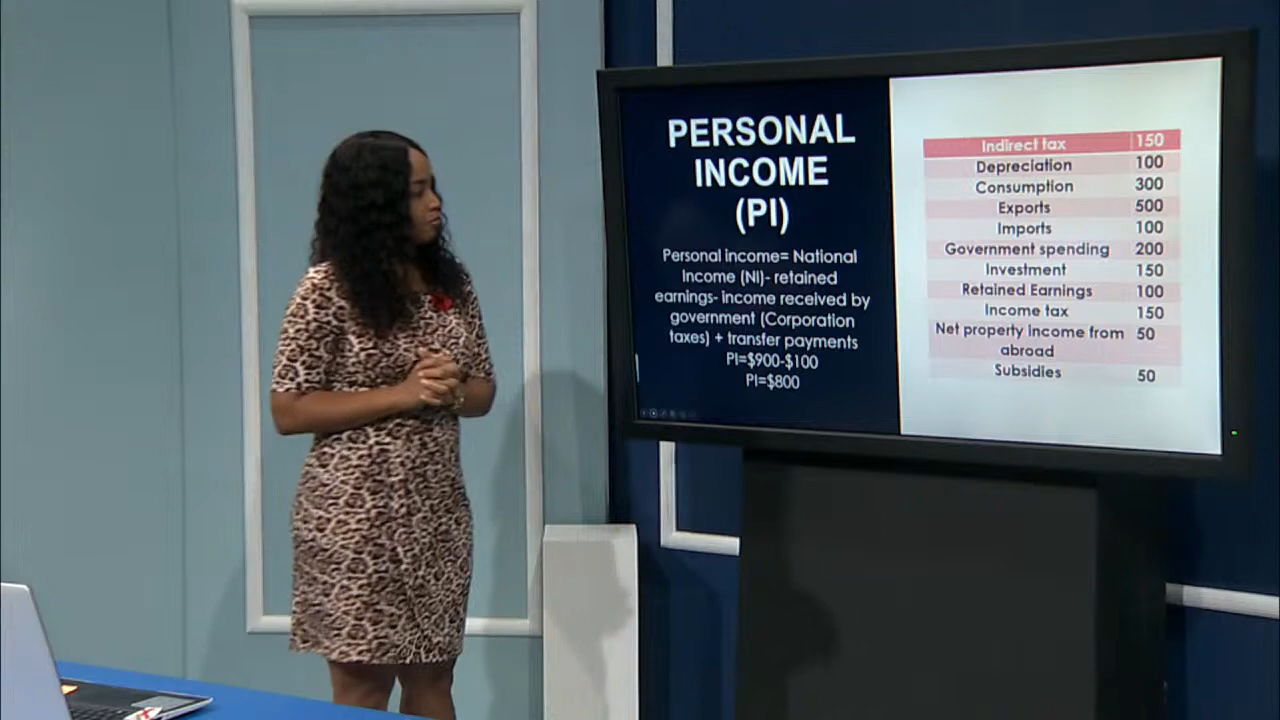 PERSONAL
INCOME
(PI)
Personal income= National
Income (NI)- retained
earnings- income received by
government (Corporation
taxes) + transfer payments
PI=$900-$100
PI=$800
Indirect tax 150
Depreciation 100
Consumption 300
Exports 500
Imports 100
Government spending 200
Investment 150
Retained Earnings 100
Income tax 150
Net property income from 50
abroad
Subsidies 50